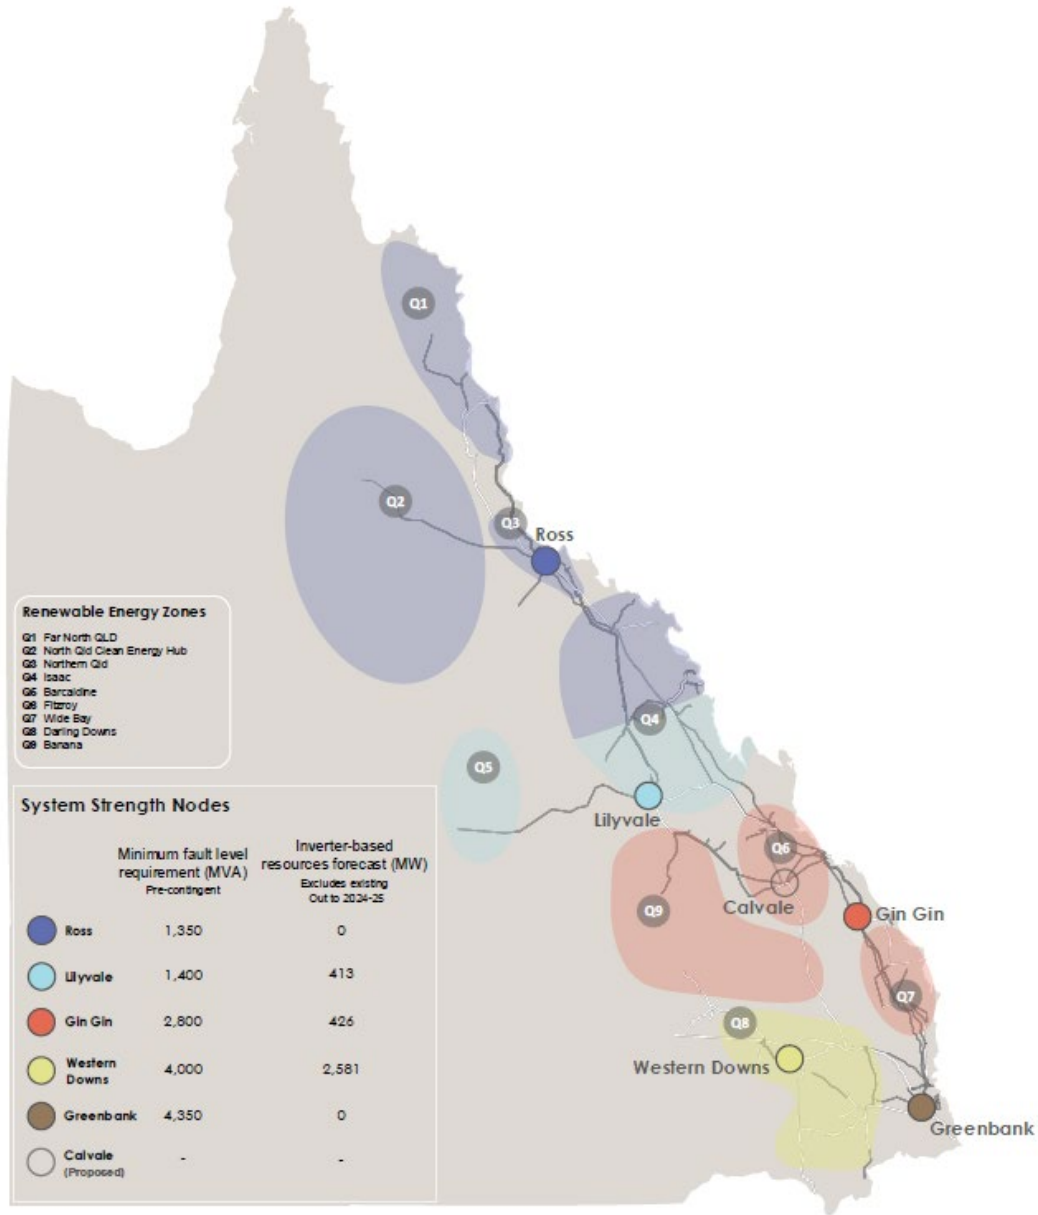 Q1
Q2
Q3
Ross
Renewable Energy Zones
Q1 Far North QLD
Q2 North Qld Clean Energy Hub
Q3 Northern Qld
Q4 Isaac
Q5 Barcaldine
Q6 Fitzroy
Q7 Wide Bay
Q8 Darling Downs
Q9 Banana
Q4
Q5
Lilyvale
Q6
Calvale
Q9
Gin Gin
Q7
Q8
Western Downs
Greenbank
System Strength Nodes
Minimum fault level
requirement (MVA)
Pre-contingent
Inverter-based
resources forecast (MW)
Excludes existing
Out to 2024-25
Ross 1,350 0
Lilyvale 1,400 413
Gin Gin 2,800 426
Western
Downs 4,000 2,581
Greenbank 4,350 0
Calvale - -
(Proposed)